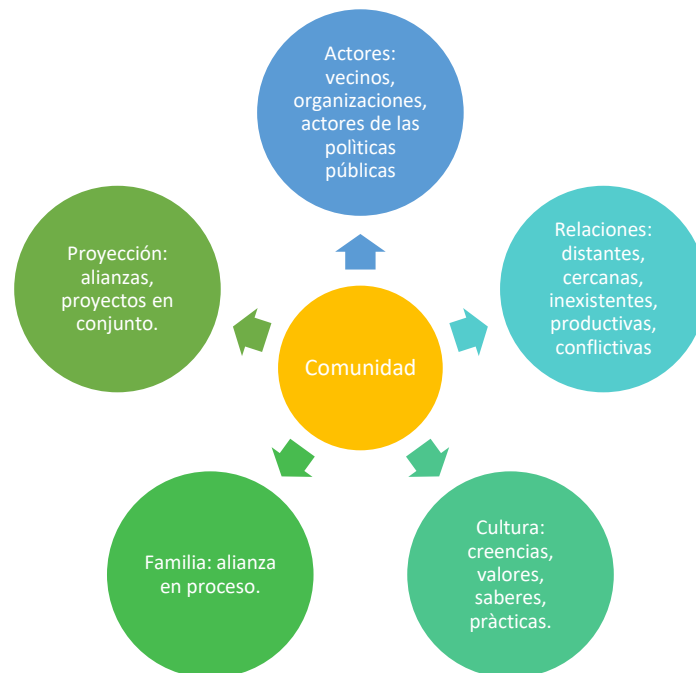 Actores:
vecinos,
organizaciones,
actores de las
polìticas
públicas
Relaciones:
distantes,
cercanas,
inexistentes,
productivas,
conflictivas
Cultura:
creencias,
valores,
saberes,
pràcticas.
Familia: alianza
en proceso.
Proyección:
alianzas,
proyectos en
conjunto.
Comunidad